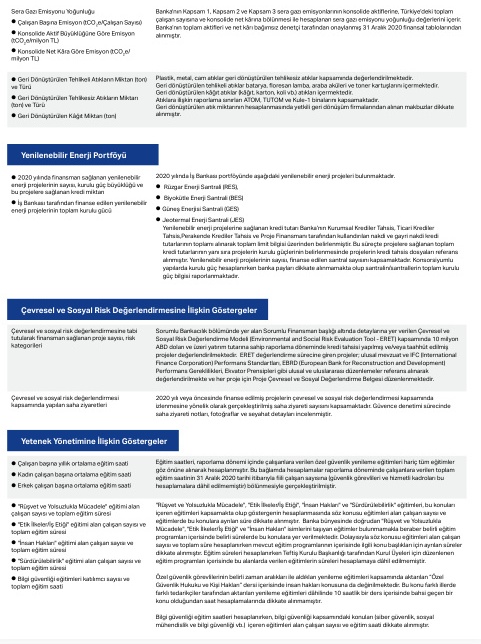 Sera Gazı Emisyonu Yoğunluğu
● Çalışan Başına Emisyon (tCO₂e/Çalışan Sayısı)
● Konsolide Aktif Büyüklüğüne Göre Emisyon
(tCO₂e/milyon TL)
● Konsolide Net Kâra Göre Emisyon (tCO₂e/
milyon TL)
Banka'nın Kapsam 1, Kapsam 2 ve Kapsam 3 sera gazı emisyonlarının konsolide aktiflerine, Türkiye'deki toplam
çalışan sayısına ve konsolide net kârına bölünmesi ile hesaplanan sera gazı emisyonu yoğunluğu değerlerini içerir.
Banka'nın toplam aktifleri ve net kârı bağımsız denetçi tarafından onaylanmış 31 Aralık 2020 finansal tablolarından
alınmıştır.
● Geri Dönüştürülen Tehlikeli Atıkların Miktarı (ton)
ve Türü
● Geri Dönüştürülen Tehlikesiz Atıkların Miktarı
(ton) ve Türü
● Geri Dönüştürülen Kâğıt Miktarı (ton)
Plastik, metal, cam atıklar geri dönüştürülen tehlikesiz atıklar kapsamında değerlendirilmektedir.
Geri dönüştürülen tehlikeli atıklar batarya, floresan lamba, araba aküleri ve toner kartuşlarını içermektedir.
Geri dönüştürülen kâğıt atıklar (kâğıt, karton, koli vb.) atıkları içermektedir.
Atıklara ilişkin raporlama sınırları ATOM, TUTOM ve Kule-1 binalarını kapsamaktadır.
Geri dönüştürülen atık miktarının hesaplanmasında yetkili geri dönüşüm firmalarından alınan makbuzlar dikkate
alınmıştır.
Yenilenebilir Enerji Portföyü
● 2020 yılında finansman sağlanan yenilenebilir
enerji projelerinin sayısı, kurulu güç büyüklüğü ve
bu projelere sağlanan kredi miktarı
● İş Bankası tarafından finanse edilen yenilenebilir
enerji projelerinin toplam kurulu gücü
2020 yılında İş Bankası portföyünde aşağıdaki yenilenebilir enerji projeleri bulunmaktadır.
● Rüzgar Enerji Santrali (RES),
● Biyokütle Enerji Santrali (BES)
● Güneş Enerjisi Santrali (GES)
● Jeotermal Enerji Santrali (JES)
Yenilenebilir enerji projelerine sağlanan kredi tutarı Banka'nın Kurumsal Krediler Tahsis, Ticari Krediler
Tahsis,Perakende Krediler Tahsis ve Proje Finansmanı tarafından kullandırılan nakdi ve gayri nakdi kredi
tutarlarının toplamı alınarak toplam limit bilgisi üzerinden belirlenmiştir. Bu süreçte projelere sağlanan toplam
kredi tutarlarının yanı sıra projelerin kurulu güçlerinin belirlenmesinde projelerin kredi tahsis dosyaları referans
alınmıştır. Yenilenebilir enerji projelerinin sayısı, finanse edilen santral sayısını kapsamaktadır. Konsorsiyumlu
yapılarda kurulu güç hesaplanırken banka payları dikkate alınmamakta olup santralin/santrallerin toplam kurulu
güç bilgisi raporlanmaktadır.
Çevresel ve Sosyal Risk Değerlendirmesine İlişkin Göstergeler
Çevresel ve sosyal risk değerlendirmesine tabi
tutularak finansman sağlanan proje sayısı, risk
kategorileri
Sorumlu Bankacılık bölümünde yer alan Sorumlu Finansman başlığı altında detaylarına yer verilen Çevresel ve
Sosyal Risk Değerlendirme Modeli (Environmental and Social Risk Evaluation Tool - ERET) kapsamında 10 milyon
ABD doları ve üzeri yatırım tutarına sahip raporlama döneminde kredi tahsisi yapılmış ve/veya taahhüt edilmiş
projeler değerlendirilmektedir. ERET değerlendirme sürecine giren projeler; ulusal mevzuat ve IFC (International
Finance Corporation) Performans Standartları, EBRD (European Bank for Reconstruction and Development)
Performans Gereklilikleri, Ekvator Prensipleri gibi ulusal ve uluslararası düzenlemeler referans alınarak
değerlendirilmekte ve her proje için Proje Çevresel ve Sosyal Değerlendirme Belgesi düzenlenmektedir.
Çevresel ve sosyal risk değerlendirmesi
kapsamında yapılan saha ziyaretleri
2020 yılı veya öncesinde finanse edilmiş projelerin çevresel ve sosyal risk değerlendirmesi kapsamında
izlenmesine yönelik olarak gerçekleştirilmiş saha ziyareti sayısını kapsamaktadır. Güvence denetimi sürecinde
saha ziyareti notları, fotoğraflar ve seyahat detayları incelenmiştir.
Yetenek Yönetimine İlişkin Göstergeler
● Çalışan başına yıllık ortalama eğitim saati
● Kadın çalışan başına ortalama eğitim saati
● Erkek çalışan başına ortalama eğitim saati
Eğitim saatleri, raporlama dönemi içinde çalışanlara verilen özel güvenlik yenileme eğitimleri hariç tüm eğitimler
göz önüne alınarak hesaplanmıştır. Bu bağlamda hesaplamalar raporlama döneminde çalışanlara verilen toplam
eğitim saatinin 31 Aralık 2020 tarihi itibarıyla fiili çalışan sayısına (güvenlik görevlileri ve hizmetli kadroları bu
hesaplamalara dâhil edilmemiştir) bölünmesiyle gerçekleştirilmiştir.
● "Rüşvet ve Yolsuzlukla Mücadele" eğitimi alan
çalışan sayısı ve toplam eğitim süresi
● "Etik İlkeler/İş Etiği" eğitimi alan çalışan sayısı ve
toplam eğitim süresi
● "İnsan Hakları" eğitimi alan çalışan sayısı ve
toplam eğitim süresi
● "Sürdürülebilirlik" eğitimi alan çalışan sayısı ve
toplam eğitim süresi
● Bilgi güvenliği eğitimleri katılımcı sayısı ve
toplam eğitim saati
"Rüşvet ve Yolsuzlukla Mücadele", "Etik İlkeler/İş Etiği", "İnsan Hakları" ve "Sürdürülebilirlik" eğitimleri, bu konuları
içeren eğitimleri kapsamakta olup göstergenin hesaplanmasında söz konusu eğitimleri alan çalışan sayısı ve
eğitimlerde bu konulara ayrılan süre dikkate alınmıştır. Banka bünyesinde doğrudan "Rüşvet ve Yolsuzlukla
Mücadele", "Etik İlkeler/İş Etiği" ve "İnsan Hakları" isimlerini taşıyan eğitimler bulunmamakla beraber belirli eğitim
programları içerisinde belirli sürelerde bu konulara yer verilmektedir. Dolayısıyla söz konusu eğitimleri alan çalışan
sayısı ve toplam süre hesaplanırken mevcut eğitim programlarının içerisinde ilgili konu başlıkları için ayrılan süreler
dikkate alınmıştır. Eğitim süreleri hesaplanırken Teftiş Kurulu Başkanlığı tarafından Kurul Üyeleri için düzenlenen
eğitim programları içerisinde bu alanlarda verilen eğitimlerin süreleri hesaplamaya dâhil edilmemiştir.
Özel güvenlik görevlilerinin belirli zaman aralıkları ile aldıkları yenileme eğitimleri kapsamında aktarılan "Özel
Güvenlik Hukuku ve Kişi Hakları" dersi içerisinde insan hakları konusuna da değinilmektedir. Bu konu farklı illerde
farklı tedarikçiler tarafından aktarılan yenileme eğitimleri dâhilinde 10 saatlik bir ders içerisinde bahsi geçen bir
konu olduğundan saat hesaplamalarında dikkate alınmamıştır.
Bilgi güvenliği eğitim saatleri hesaplanırken, bilgi güvenliği kapsamındaki konuları (siber güvenlik, sosyal
mühendislik ve bilgi güvenliği vb.) içeren eğitimleri alan çalışan sayısı ve eğitim saati dikkate alınmıştır.